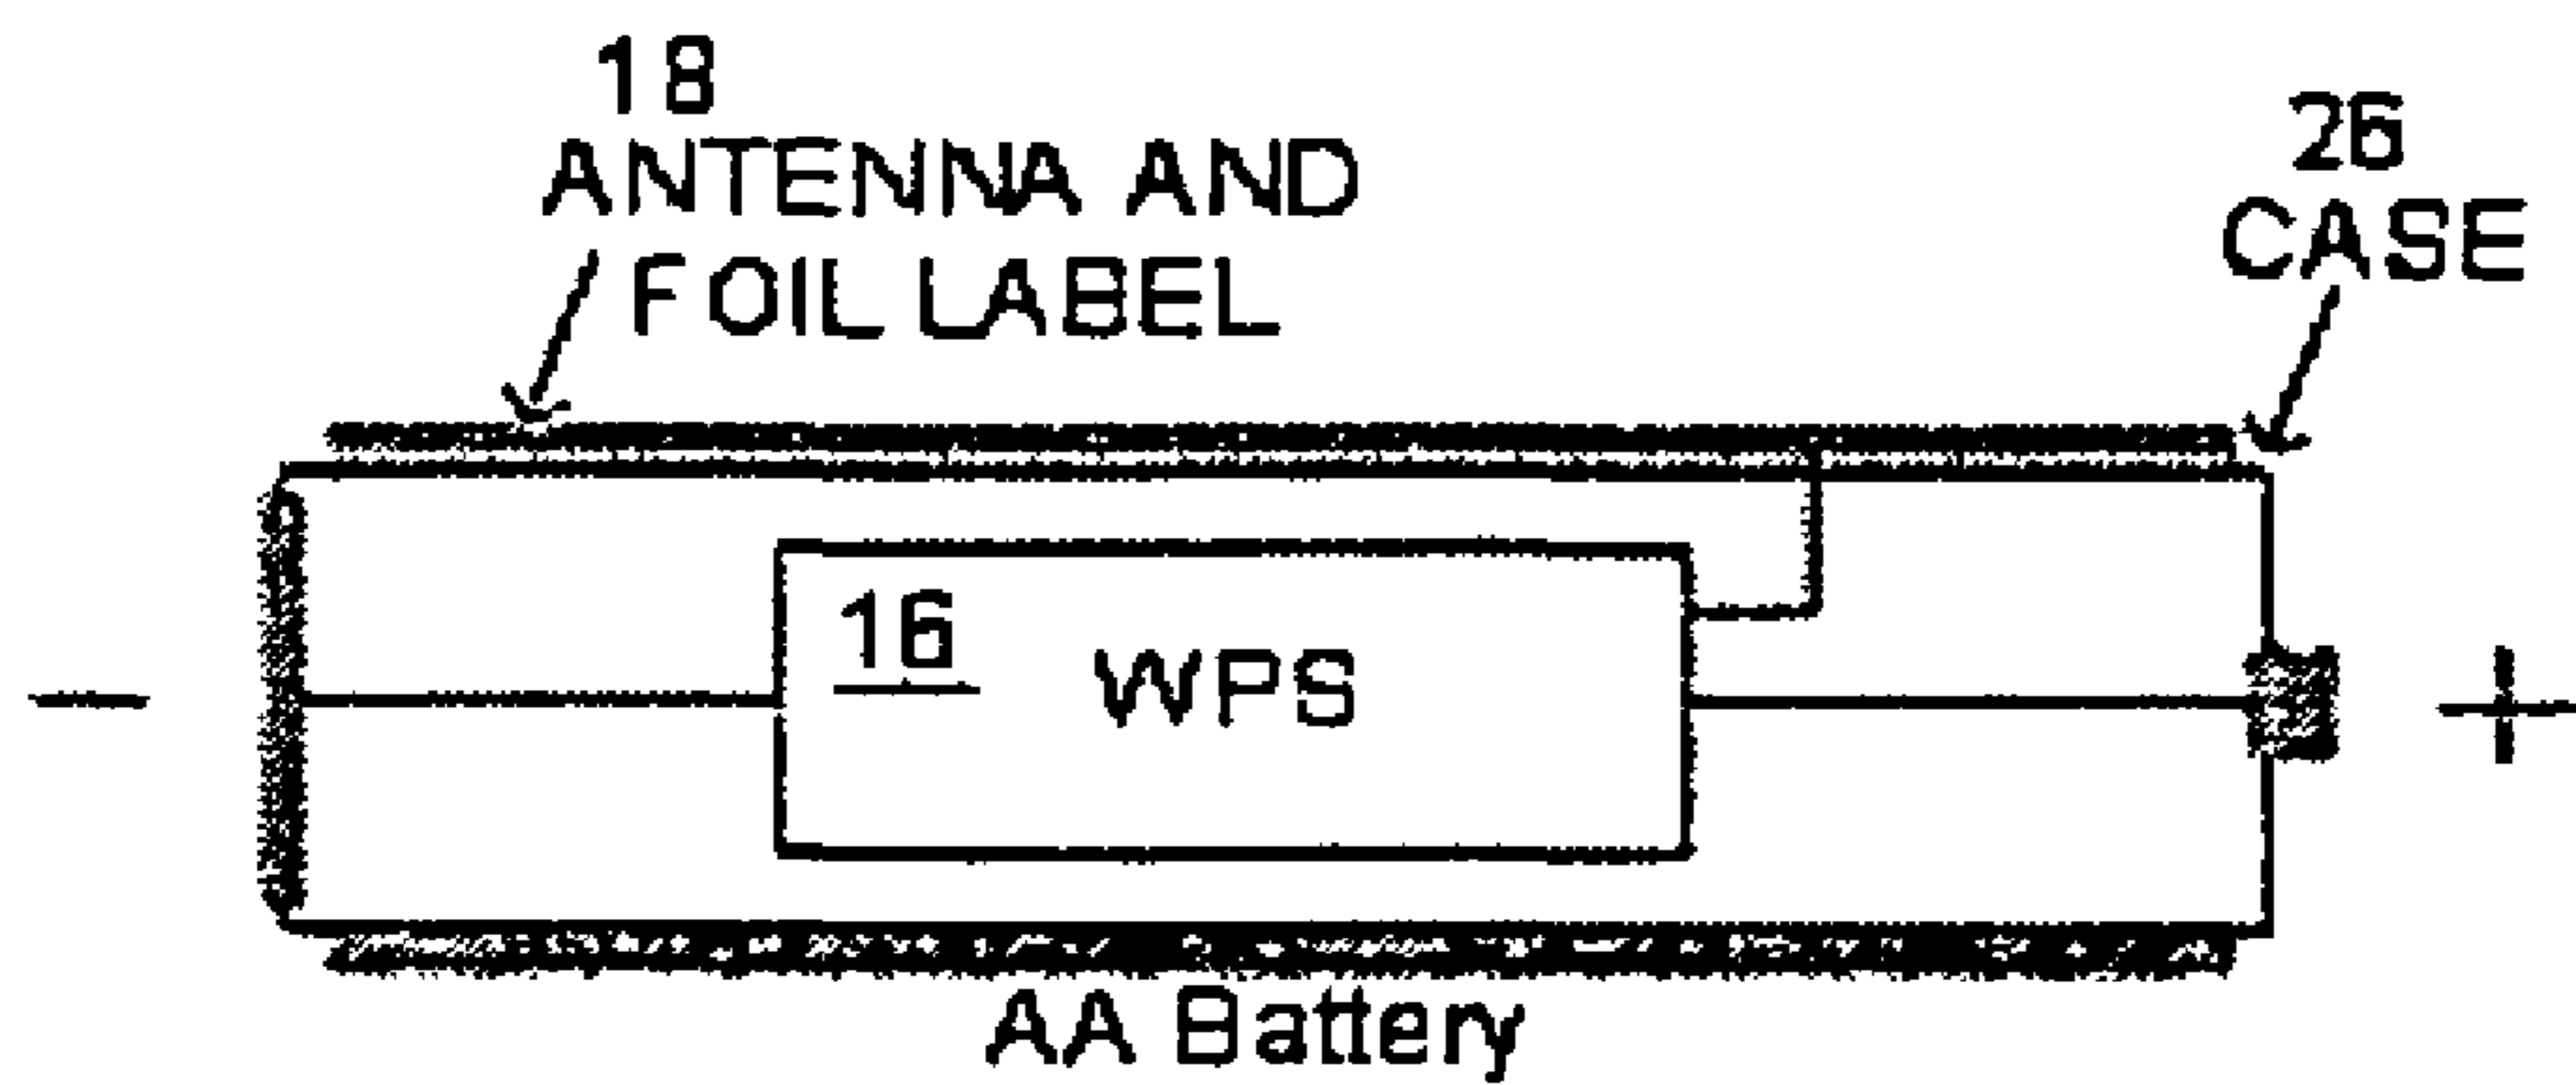 18
ANTENNA AND
FOIL LABEL
26
CASE
16
WPS
−
+
AA Battery